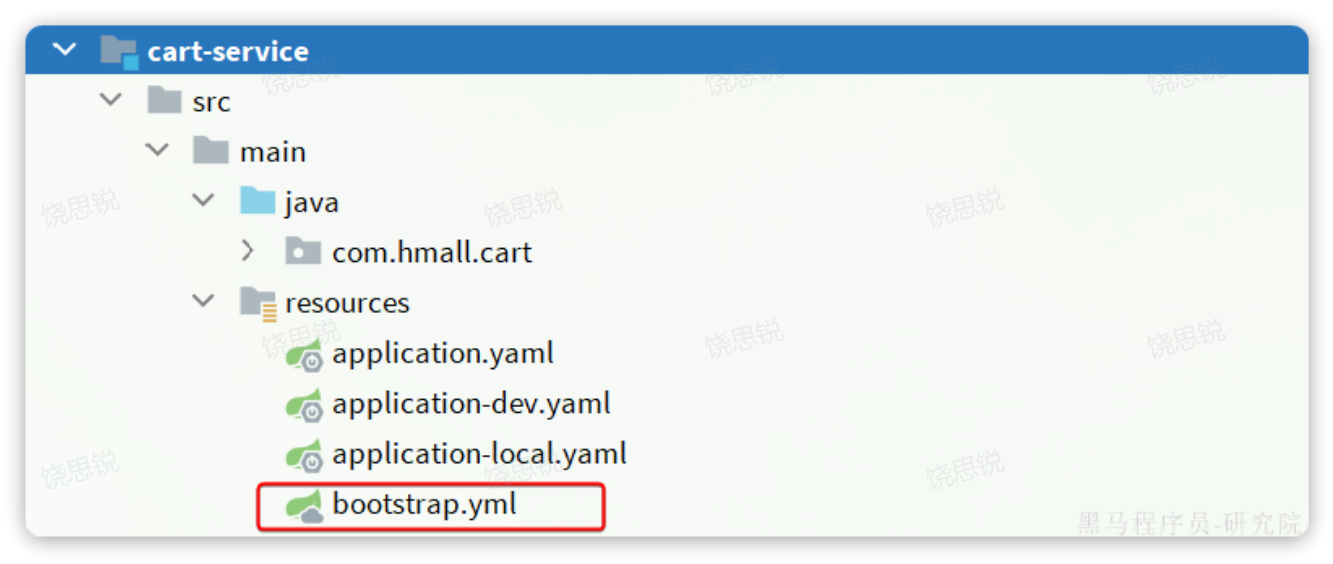 cart-service
src
main
java
com.hmall.cart
resources
application.yaml
application-dev.yaml
application-local.yaml
bootstrap.yml
饶思锐
饶思锐
饶思锐
饶思锐
饶思锐
饶思锐
饶思锐
饶思锐
饶思锐
饶思锐
饶思锐
饶思锐
黑马程序员-研究院